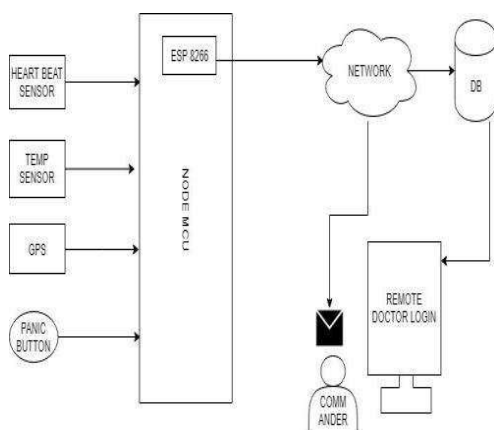 ESP 8266
HEART BEAT
SENSOR
NETWORK
DB
TEMP
SENSOR
NODE MCU
GPS
REMOTE
DOCTOR LOGIN
PANIC
BUTTON
COMM
ANDER